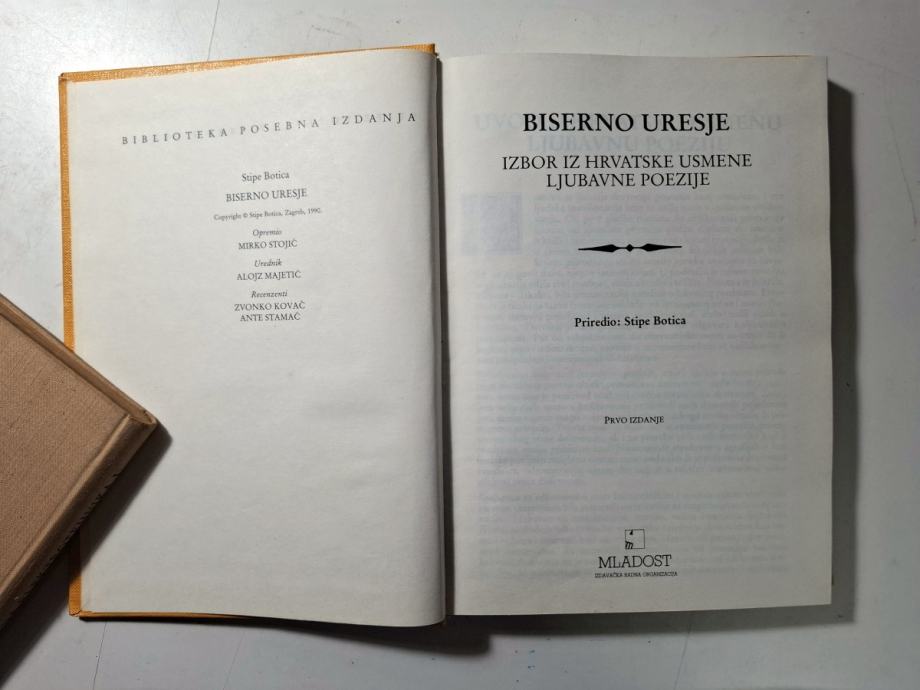 BIBLIOTEKA POSEBNA IZDANJA
Stipe Botica
BISERNO URESJE
Copyright © Stipe Botica, Zagreb, 1990.
Opremio
MIRKO STOJIĆ
Urednik
ALOJZ MAJETIĆ
Recenzenti
ZVONKO KOVAČ
ANTE STAMAĆ
BISERNO URESJE
IZBOR IZ HRVATSKE USMENE
LJUBAVNE POEZIJE
Priredio: Stipe Botica
PRVO IZDANJE
MLADOST
IZDAVAČKA RADNA ORGANIZACIJA